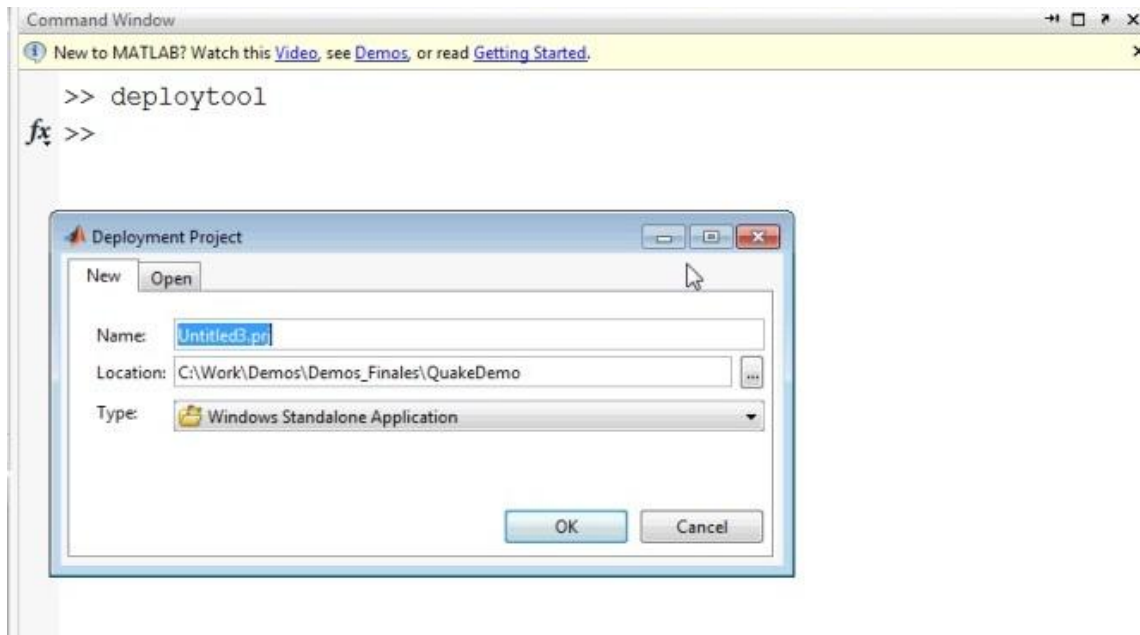 Command Window
New to MATLAB? Watch this Video, see Demos, or read Getting Started.
>> deploytool
fx >>
Deployment Project
New Open
Name: Untitled3.prj
Location: C:\Work\Demos\Demos_Finales\QuakeDemo ...
Type: Windows Standalone Application
OK Cancel